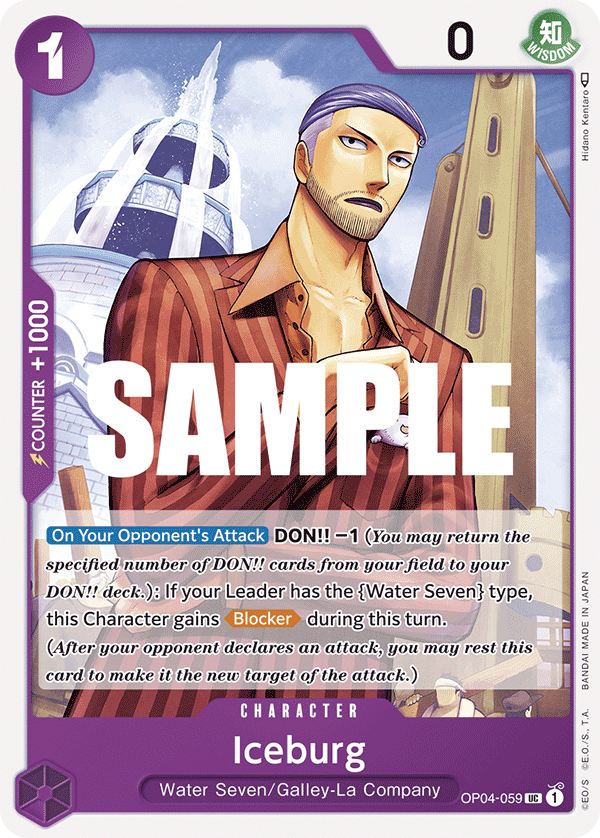 1
0
知
WISDOM
Hidano Kentaro
COUNTER +1000
SAMPLE
On Your Opponent's Attack DON!! −1 (You may return the
specified number of DON!! cards from your field to your
DON!! deck.): If your Leader has the {Water Seven} type,
this Character gains Blocker during this turn.
(After your opponent declares an attack, you may rest this
card to make it the new target of the attack.)
CHARACTER
Iceburg
Water Seven/Galley-La Company
OP04-059 UC 1
©EO/S ©E.O./S., T.A. BANDAI MADE IN JAPAN